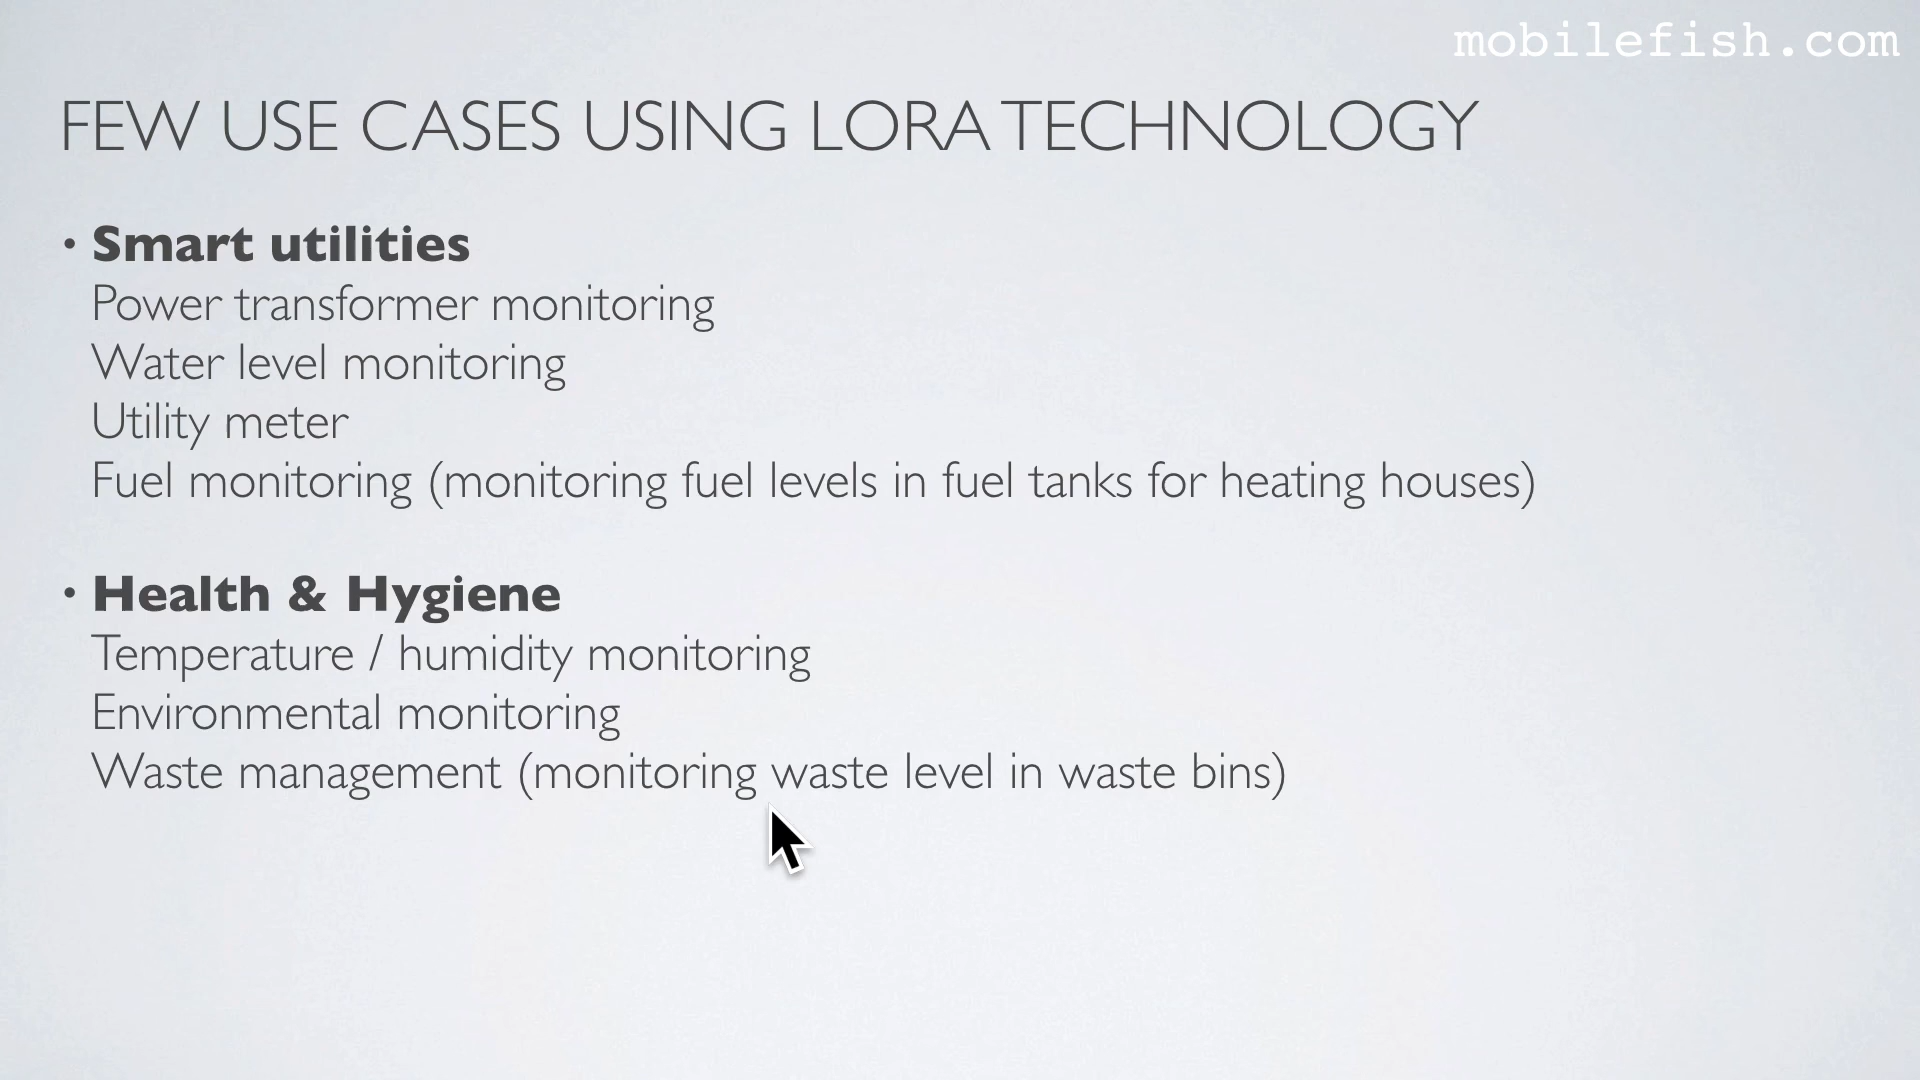 mobilefish.com
FEW USE CASES USING LORA TECHNOLOGY
• Smart utilities
Power transformer monitoring
Water level monitoring
Utility meter
Fuel monitoring (monitoring fuel levels in fuel tanks for heating houses)
• Health & Hygiene
Temperature / humidity monitoring
Environmental monitoring
Waste management (monitoring waste level in waste bins)